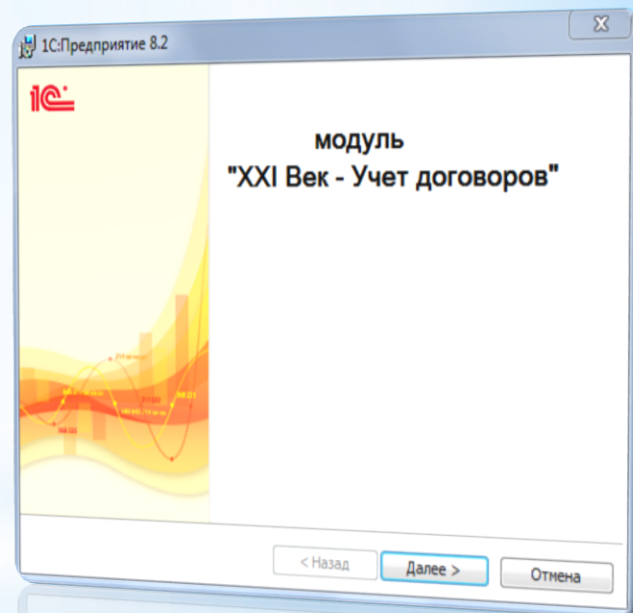 1С:Предприятие 8.2
1С
модуль
"XXI Век - Учет договоров"
< Назад
Далее >
Отмена